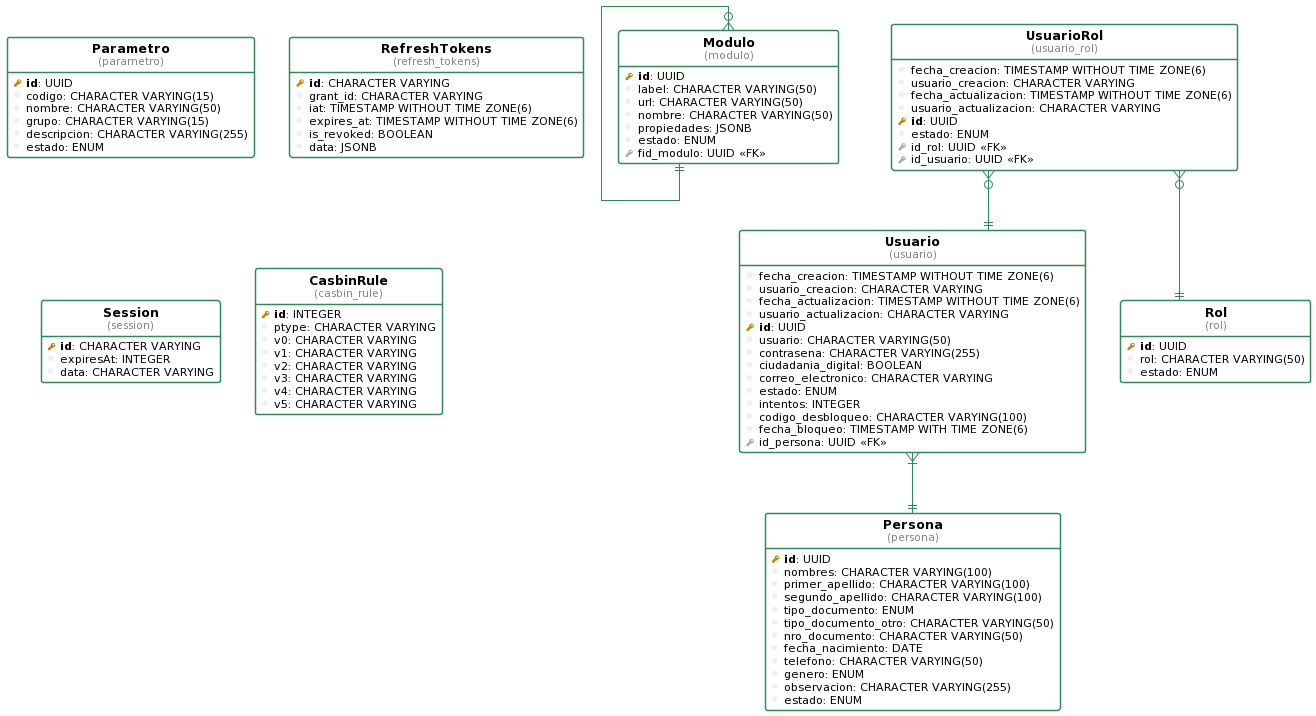 Parametro
(parametro)
id: UUID
codigo: CHARACTER VARYING(15)
nombre: CHARACTER VARYING(50)
grupo: CHARACTER VARYING(15)
descripcion: CHARACTER VARYING(255)
estado: ENUM
RefreshTokens
(refresh_tokens)
id: CHARACTER VARYING
grant_id: CHARACTER VARYING
iat: TIMESTAMP WITHOUT TIME ZONE(6)
expires_at: TIMESTAMP WITHOUT TIME ZONE(6)
is_revoked: BOOLEAN
data: JSONB
Modulo
(modulo)
id: UUID
label: CHARACTER VARYING(50)
url: CHARACTER VARYING(50)
nombre: CHARACTER VARYING(50)
propiedades: JSONB
estado: ENUM
fid_modulo: UUID «FK»
UsuarioRol
(usuario_rol)
fecha_creacion: TIMESTAMP WITHOUT TIME ZONE(6)
usuario_creacion: CHARACTER VARYING
fecha_actualizacion: TIMESTAMP WITHOUT TIME ZONE(6)
usuario_actualizacion: CHARACTER VARYING
id: UUID
estado: ENUM
id_rol: UUID «FK»
id_usuario: UUID «FK»
Session
(session)
id: CHARACTER VARYING
expiresAt: INTEGER
data: CHARACTER VARYING
CasbinRule
(casbin_rule)
id: INTEGER
ptype: CHARACTER VARYING
v0: CHARACTER VARYING
v1: CHARACTER VARYING
v2: CHARACTER VARYING
v3: CHARACTER VARYING
v4: CHARACTER VARYING
v5: CHARACTER VARYING
Usuario
(usuario)
fecha_creacion: TIMESTAMP WITHOUT TIME ZONE(6)
usuario_creacion: CHARACTER VARYING
fecha_actualizacion: TIMESTAMP WITHOUT TIME ZONE(6)
usuario_actualizacion: CHARACTER VARYING
id: UUID
usuario: CHARACTER VARYING(50)
contrasena: CHARACTER VARYING(255)
ciudadania_digital: BOOLEAN
correo_electronico: CHARACTER VARYING
estado: ENUM
intentos: INTEGER
codigo_desbloqueo: CHARACTER VARYING(100)
fecha_bloqueo: TIMESTAMP WITH TIME ZONE(6)
id_persona: UUID «FK»
Rol
(rol)
id: UUID
rol: CHARACTER VARYING(50)
estado: ENUM
Persona
(persona)
id: UUID
nombres: CHARACTER VARYING(100)
primer_apellido: CHARACTER VARYING(100)
segundo_apellido: CHARACTER VARYING(100)
tipo_documento: ENUM
tipo_documento_otro: CHARACTER VARYING(50)
nro_documento: CHARACTER VARYING(50)
fecha_nacimiento: DATE
telefono: CHARACTER VARYING(50)
genero: ENUM
observacion: CHARACTER VARYING(255)
estado: ENUM